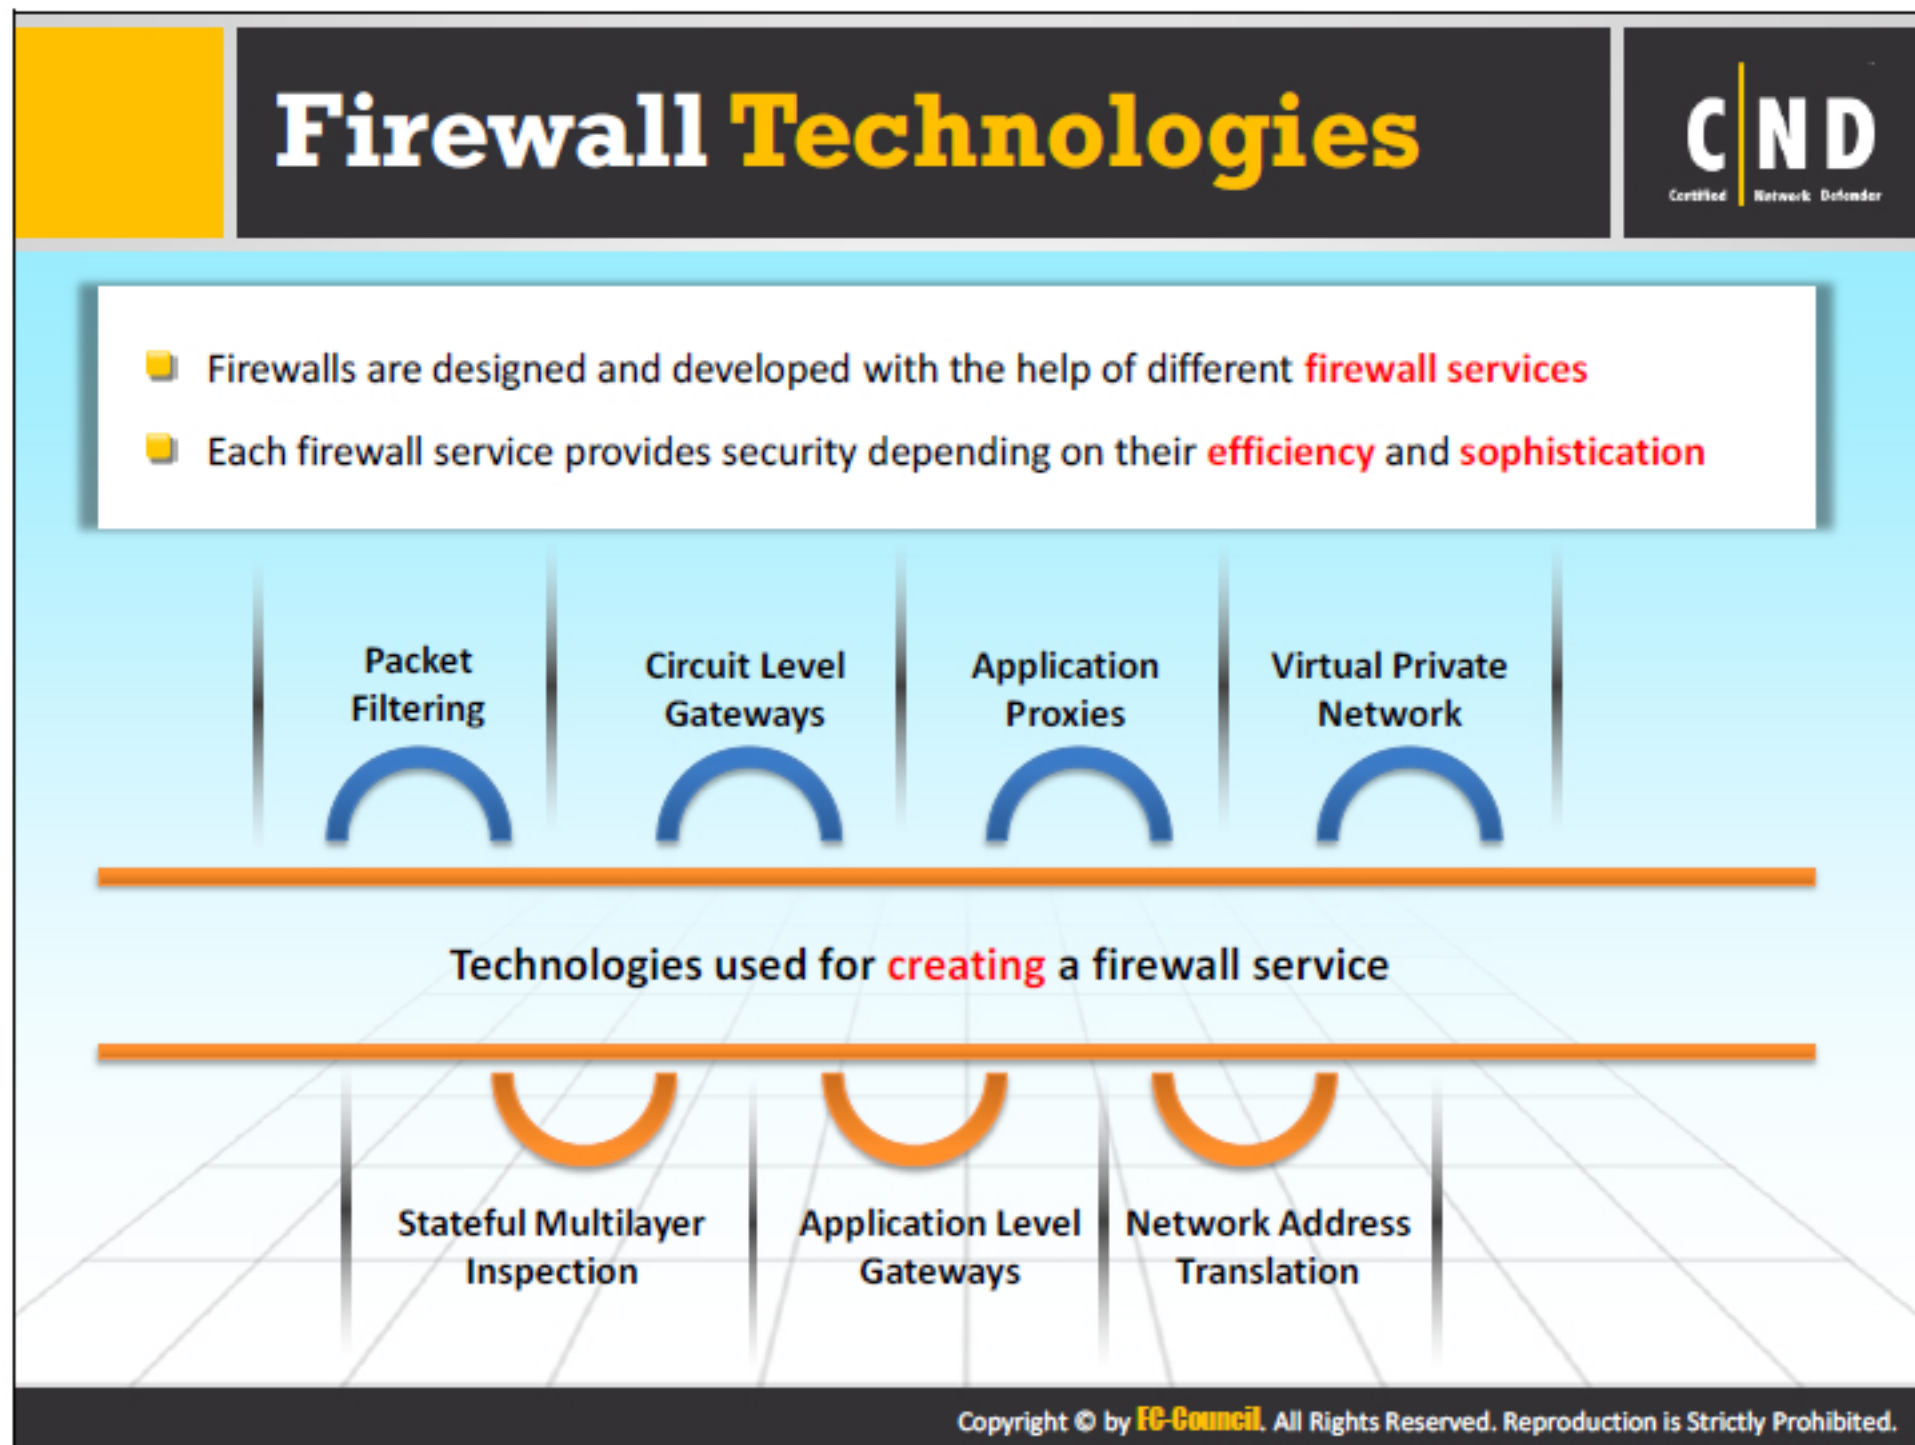 Firewall Technologies
C|ND
Certified Network Defender
Firewalls are designed and developed with the help of different firewall services
Each firewall service provides security depending on their efficiency and sophistication
Packet
Filtering
Circuit Level
Gateways
Application
Proxies
Virtual Private
Network
Technologies used for creating a firewall service
Stateful Multilayer
Inspection
Application Level
Gateways
Network Address
Translation
Copyright © by EC-Council. All Rights Reserved. Reproduction is Strictly Prohibited.